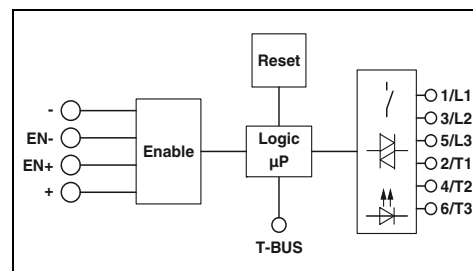 Reset
-
EN-
EN+
+
Enable
Logic
µP
T-BUS
1/L1
3/L2
5/L3
2/T1
4/T2
6/T3